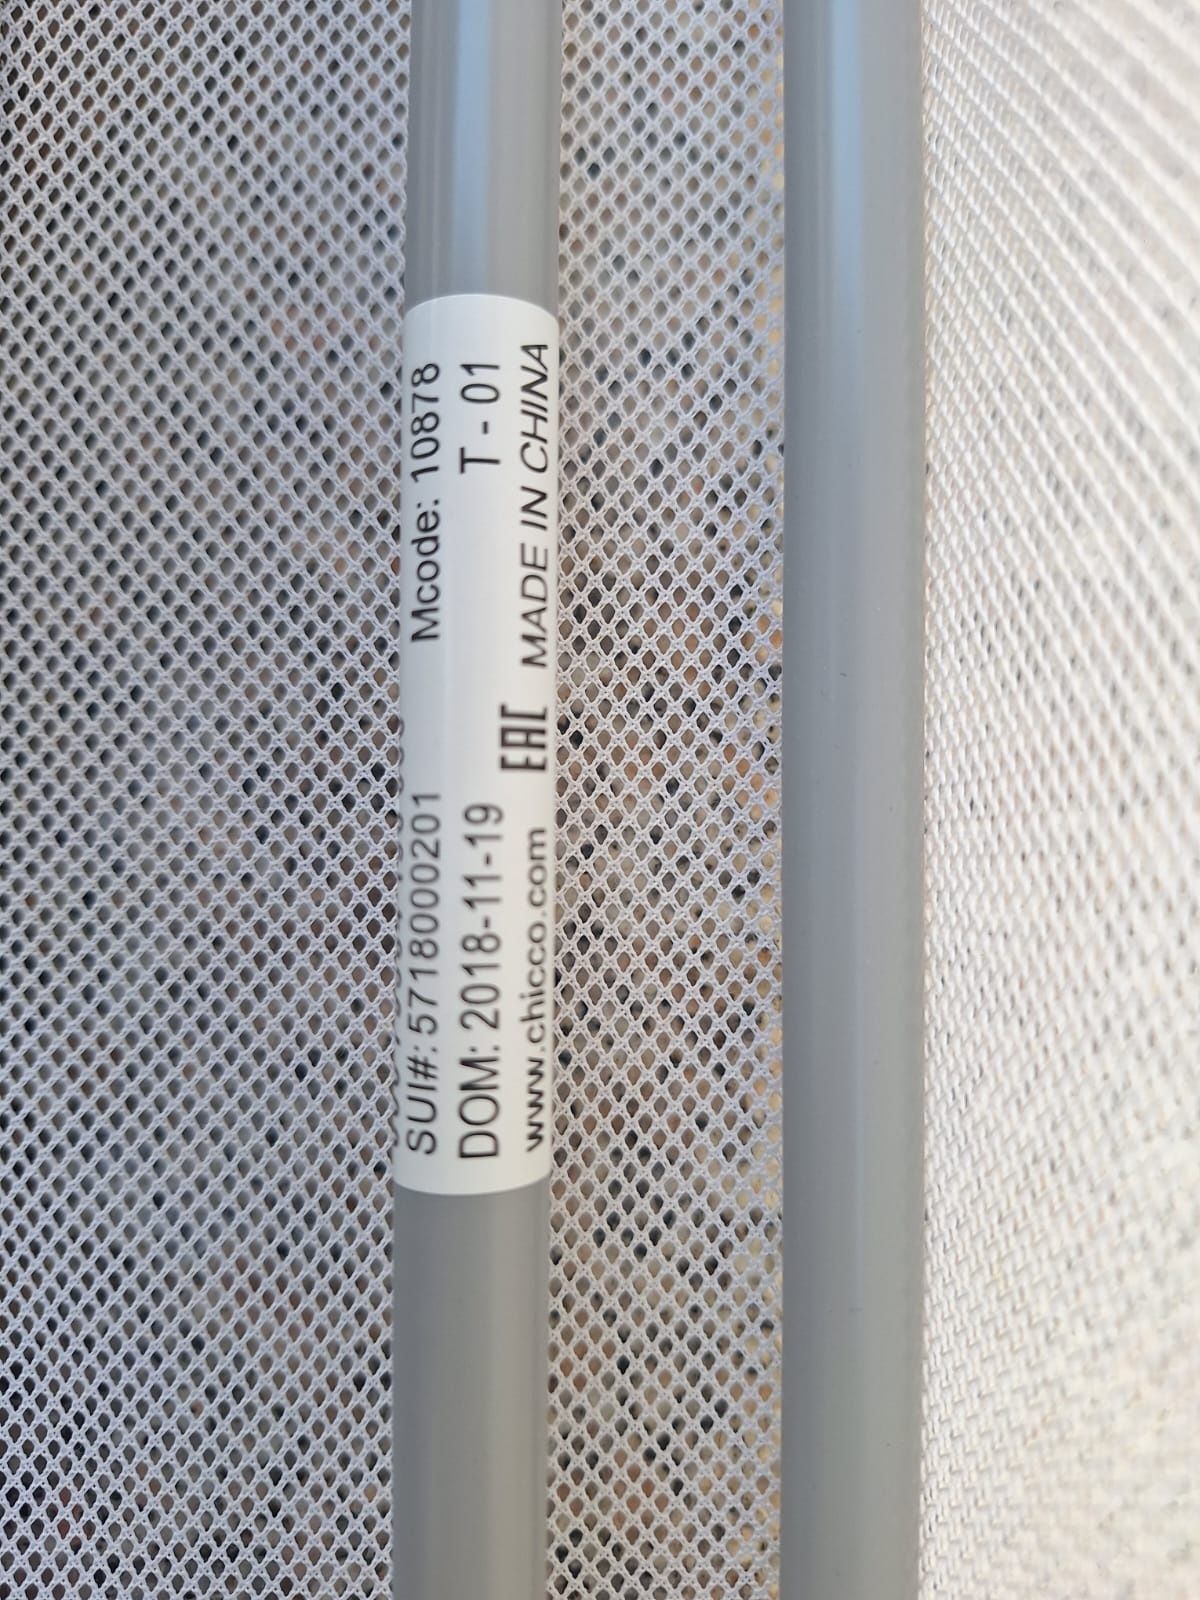 SUI#: 5718000201 Mcode: 10878
DOM: 2018-11-19 T - 01
www.chicco.com EAC MADE IN CHINA